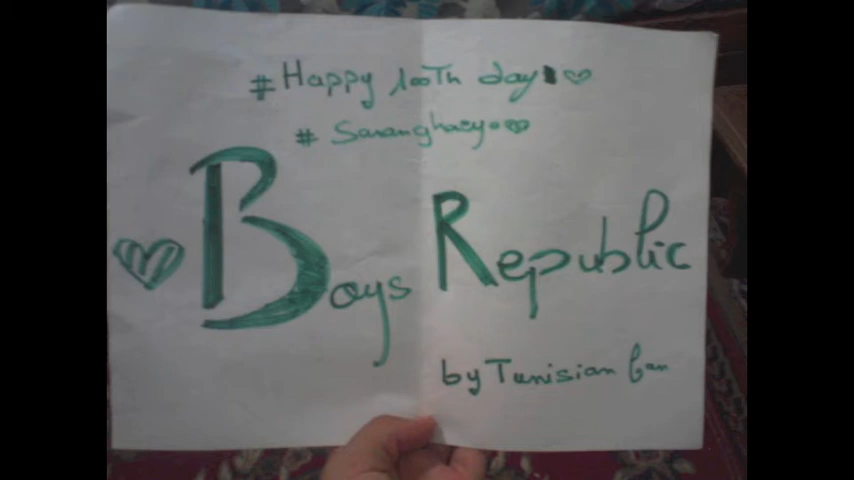 #Happy 100Th day ♡
# Saranghaeyo ♡
♡ Boys Republic
by Tunisian fan